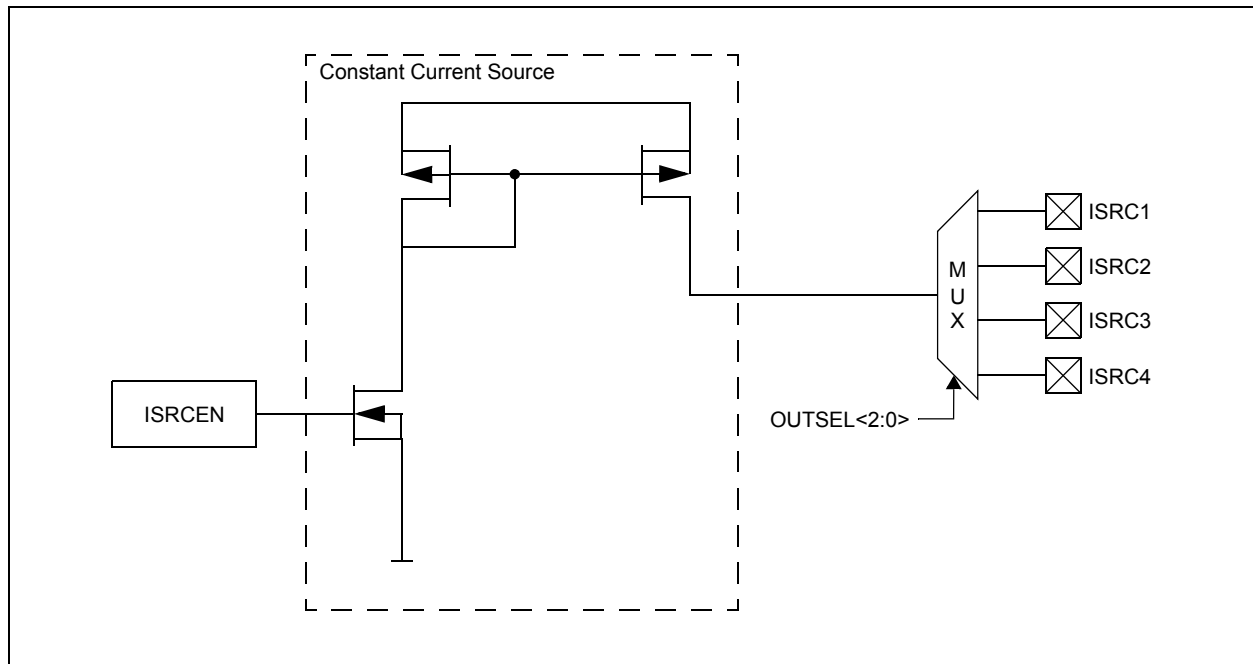 Constant Current Source
ISRC1
ISRC2
ISRC3
ISRC4
M
U
X
ISRCEN
OUTSEL<2:0>